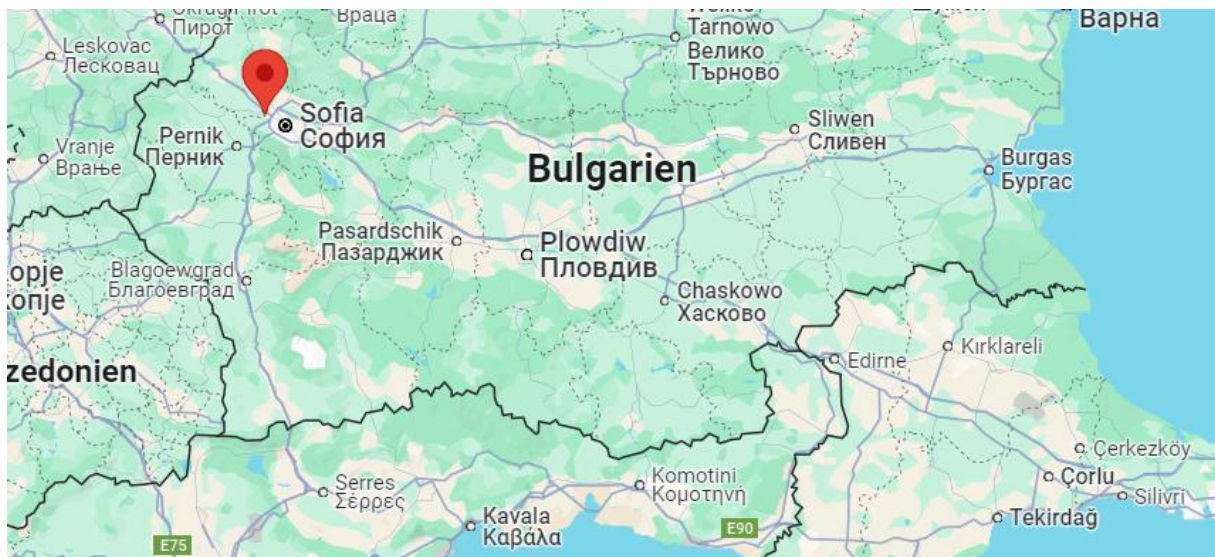 Пирот
Враца
Tarnowo
Велико
Търново
Варна
Leskovac
Лесковац
Sofia
София
Pernik
Перник
Vranje
Врање
Sliwen
Сливен
Bulgarien
Burgas
Бургас
Pasardschik
Пазарджик
Plowdiw
Пловдив
opje
копје
Blagoewgrad
Благоевград
Chaskowo
Хасково
zedonien
Edirne
Kırklareli
Çerkezköy
Serres
Σέρρες
Komotini
Κομοτηνή
Çorlu
Silivri
Kavala
Καβάλα
E90
Tekirdağ
E75